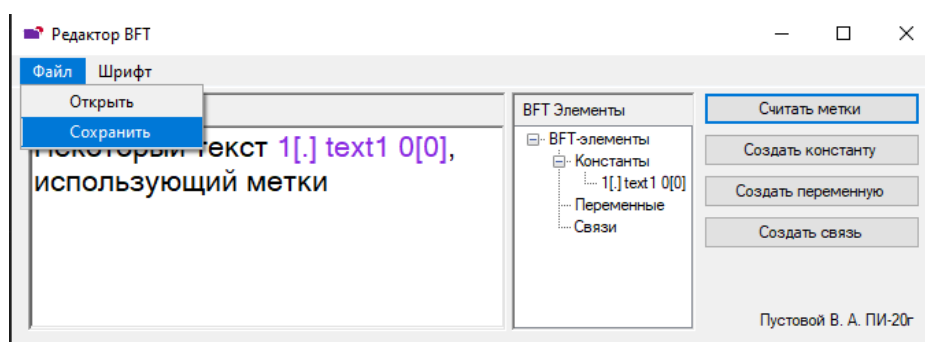 Редактор BFT
Файл Шрифт
Открыть
Сохранить
Некоторый текст 1[.] text1 0[0],
использующий метки
BFT Элементы
BFT-элементы
Константы
1[.] text1 0[0]
Переменные
Связи
Считать метки
Создать константу
Создать переменную
Создать связь
Пустовой В. А. ПИ-20г